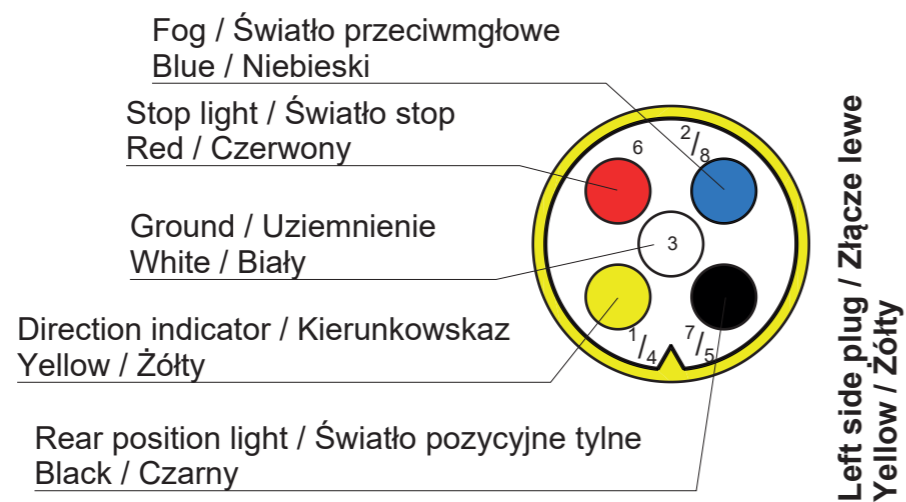 Fog / Światło przeciwmgłowe
Blue / Niebieski
Stop light / Światło stop
Red / Czerwony
Ground / Uziemnienie
White / Biały
Direction indicator / Kierunkowskaz
Yellow / Żółty
Rear position light / Światło pozycyjne tylne
Black / Czarny
6
2/8
3
1/4
7/5
Left side plug / Złącze lewe
Yellow / Żółty